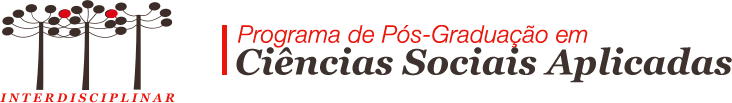 Programa de Pós-Graduação em
Ciências Sociais Aplicadas
INTERDISCIPLINAR